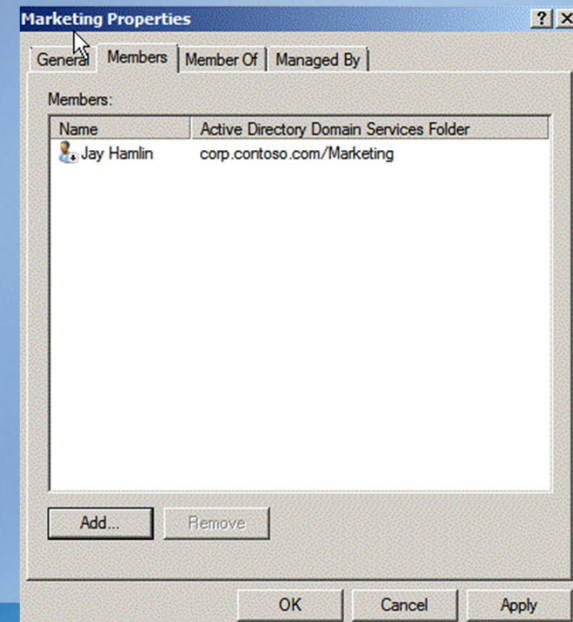 Marketing Properties
General Members Member Of Managed By
Members:
Name Active Directory Domain Services Folder
Jay Hamlin corp.contoso.com/Marketing
Add... Remove
OK Cancel Apply